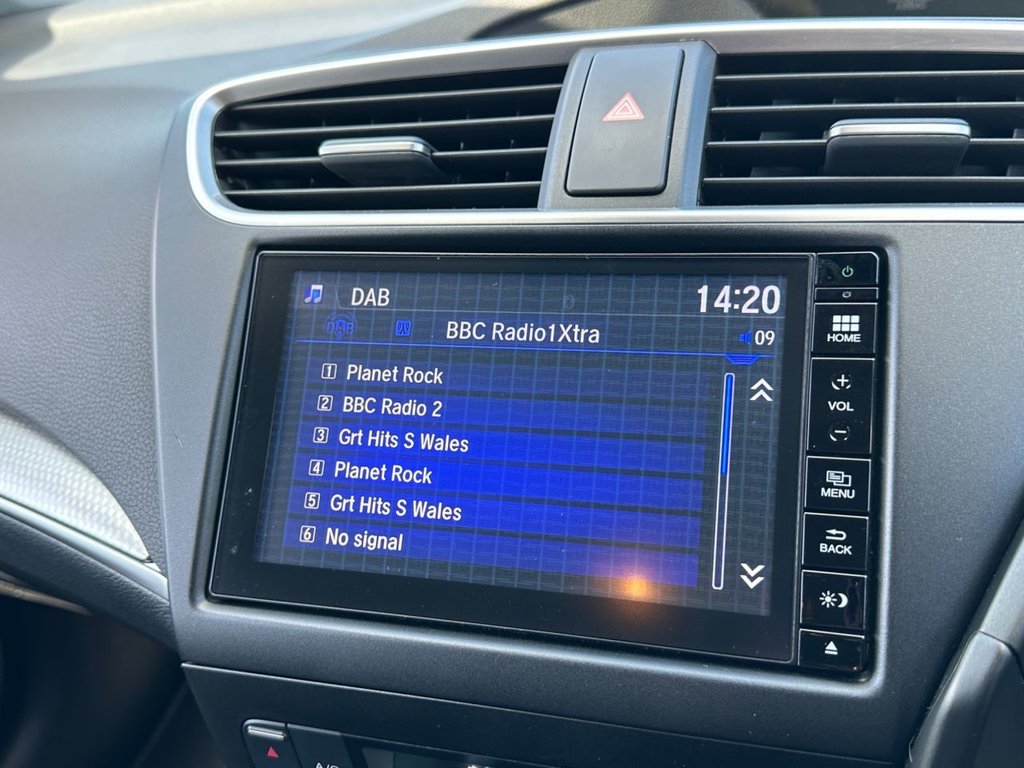 DAB 14:20
DAB BBC Radio1Xtra 09
1 Planet Rock
2 BBC Radio 2
3 Grt Hits S Wales
4 Planet Rock
5 Grt Hits S Wales
6 No signal
HOME
+
VOL
−
MENU
BACK
A/C